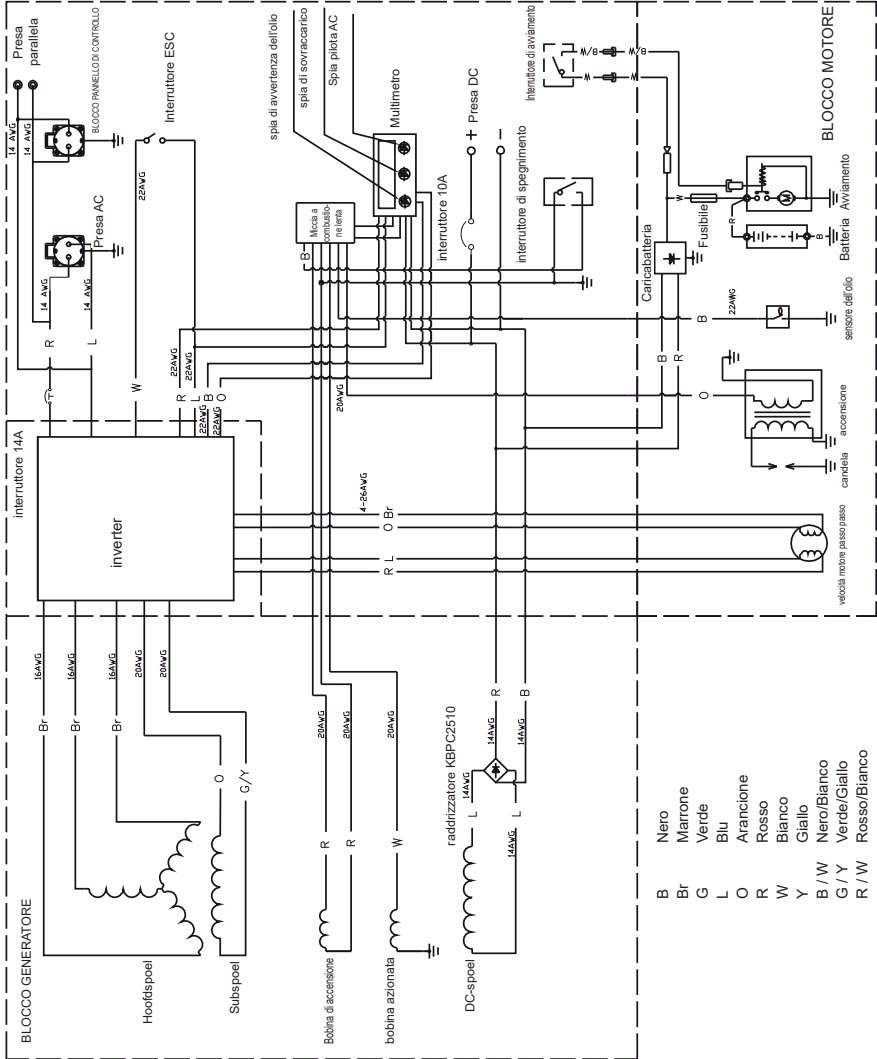 BLOCCO PANNELLO DI CONTROLLO
Presa
parallela
14 AWG
14 AWG
Presa AC
14 AWG
14 AWG
R
L
Interruttore ESC
22AWG
W
spia di avvertenza dell'olio
spia di sovraccarico
Spia pilota AC
Multimetro
Miccia a
combustio-
ne lenta
B
interruttore 10A
Presa DC
+
−
interruttore di spegnimento
Interruttore di avviamento
B/W
B/W
W
W
BLOCCO MOTORE
Caricabatteria
W
Fusibile
R
M
Avviamento
B
Batteria
B
22AWG
sensore dell'olio
B
R
O
accensione
candela
22AWG
22AWG
22AWG
22AWG
R
L
B
O
20AWG
interruttore 14A
inverter
4-26AWG
Br
O
L
R
velocità motore passo passo
BLOCCO GENERATORE
16AWG
16AWG
16AWG
20AWG
20AWG
Br
Br
Br
O
G/Y
Hoofdspoel
Subspoel
20AWG
20AWG
R
R
Bobina di accensione
20AWG
W
bobina azionata
raddrizzatore KBPC2510
14AWG
14AWG
14AWG
14AWG
L
L
R
B
DC-spoel
B Nero
Br Marrone
G Verde
L Blu
O Arancione
R Rosso
W Bianco
Y Giallo
B / W Nero/Bianco
G / Y Verde/Giallo
R / W Rosso/Bianco